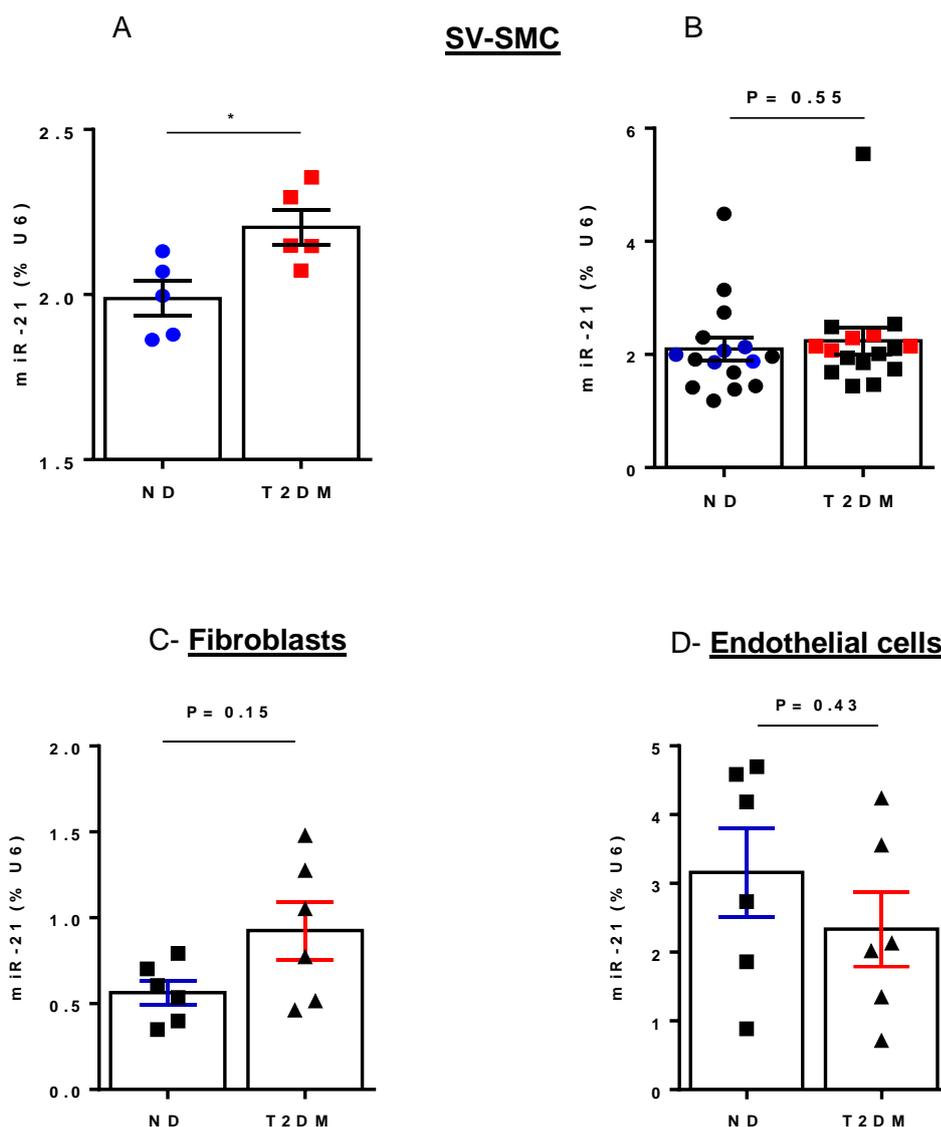 A
SV-SMC
B
*
P = 0.55
2.5
2.0
1.5
miR-21 (% U6)
ND
T2DM
6
4
2
0
miR-21 (% U6)
ND
T2DM
C- Fibroblasts
D- Endothelial cells
P = 0.15
P = 0.43
2.0
1.5
1.0
0.5
0.0
miR-21 (% U6)
ND
T2DM
5
4
3
2
1
0
miR-21 (% U6)
ND
T2DM